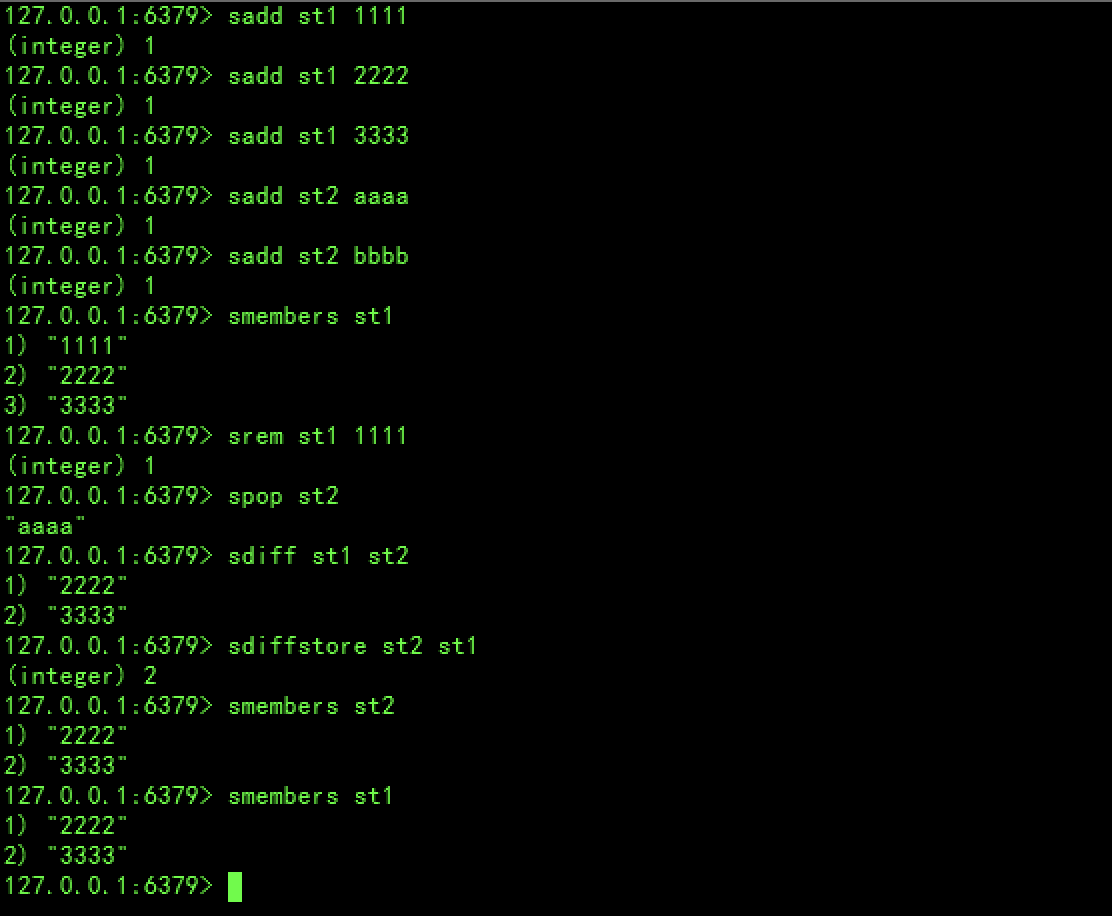 127.0.0.1:6379> sadd st1 1111
(integer) 1
127.0.0.1:6379> sadd st1 2222
(integer) 1
127.0.0.1:6379> sadd st1 3333
(integer) 1
127.0.0.1:6379> sadd st2 aaaa
(integer) 1
127.0.0.1:6379> sadd st2 bbbb
(integer) 1
127.0.0.1:6379> smembers st1
1) "1111"
2) "2222"
3) "3333"
127.0.0.1:6379> srem st1 1111
(integer) 1
127.0.0.1:6379> spop st2
"aaaa"
127.0.0.1:6379> sdiff st1 st2
1) "2222"
2) "3333"
127.0.0.1:6379> sdiffstore st2 st1
(integer) 2
127.0.0.1:6379> smembers st2
1) "2222"
2) "3333"
127.0.0.1:6379> smembers st1
1) "2222"
2) "3333"
127.0.0.1:6379>